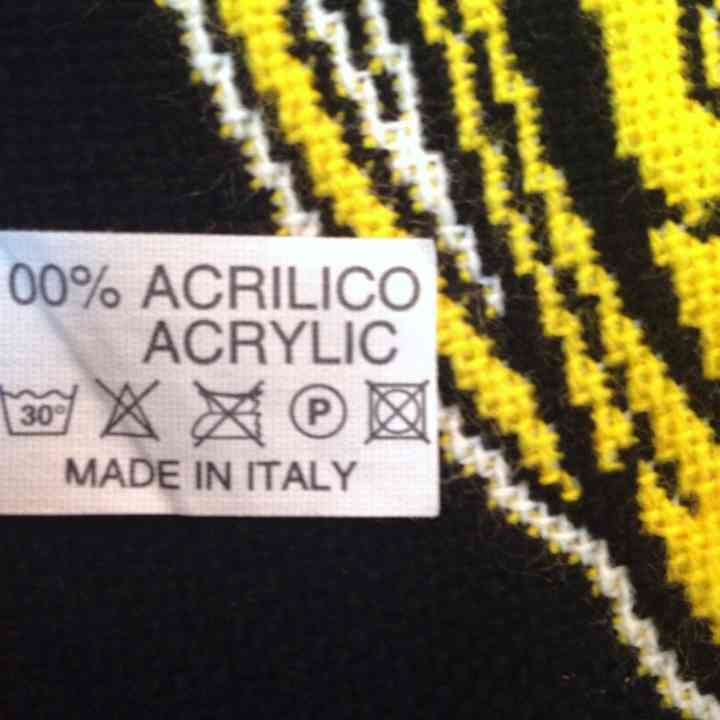 00% ACRILICO
ACRYLIC
30° P
MADE IN ITALY